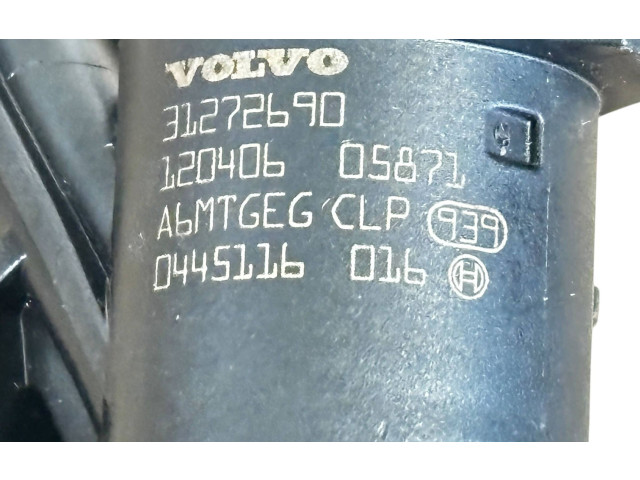 VOLVO
31272690
120406 05871
A6MTGEG CLP 939
0445116 016 H